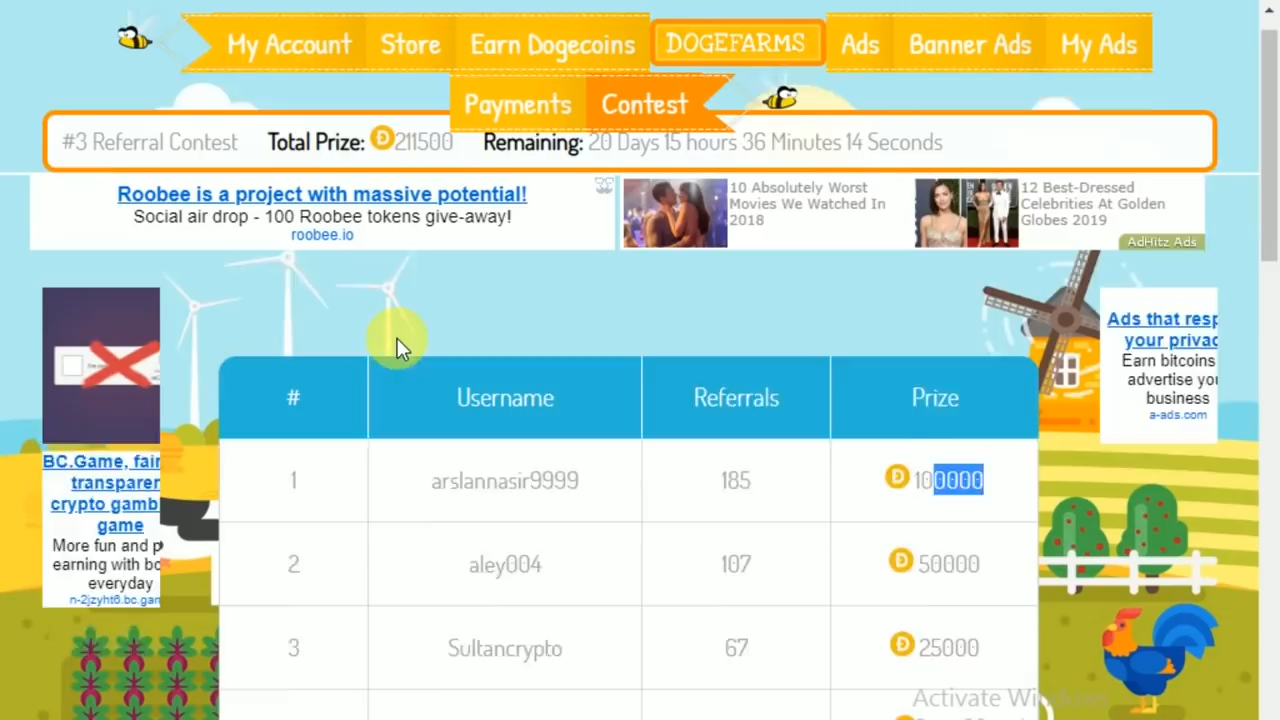 My Account Store Earn Dogecoins DOGEFARMS Ads Banner Ads My Ads
Payments Contest
#3 Referral Contest Total Prize: 211500 Remaining: 20 Days 15 hours 36 Minutes 14 Seconds
Roobee is a project with massive potential!
Social air drop - 100 Roobee tokens give-away!
roobee.io
10 Absolutely Worst
Movies We Watched In
2018
12 Best-Dressed
Celebrities At Golden
Globes 2019
AdHitz Ads
Ads that resp
your privac
Earn bitcoins
advertise you
business
a-ads.com
BC.Game, fair
transparer
crypto gamb
game
More fun and p
earning with bo
everyday
n-2jzyht6.bc.gan
# Username Referrals Prize
1 arslannasir9999 185 100000
2 aley004 107 50000
3 Sultancrypto 67 25000
Activate Windows